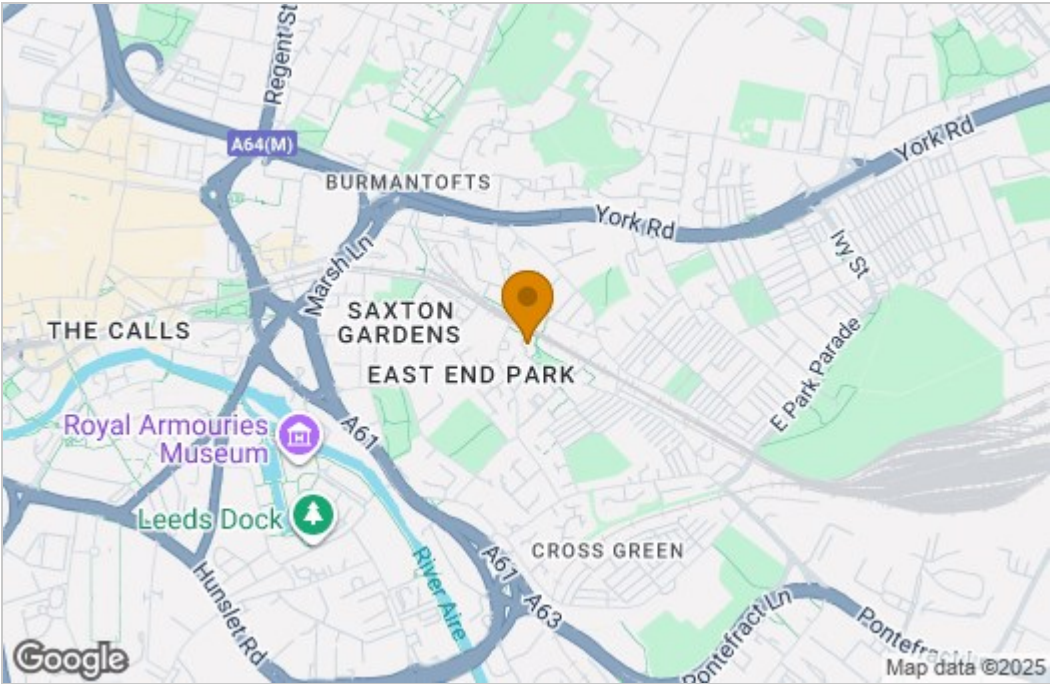 Regent St
A64(M)
BURMANTOFTS
York Rd
York Rd
Ivy St
Marsh Ln
SAXTON
GARDENS
THE CALLS
EAST END PARK
E Park Parade
Royal Armouries
Museum
A61
Leeds Dock
CROSS GREEN
A61
A63
River Aire
Hunslet Rd
Pontefract Ln
Pontefract Ln
Google
Map data ©2025